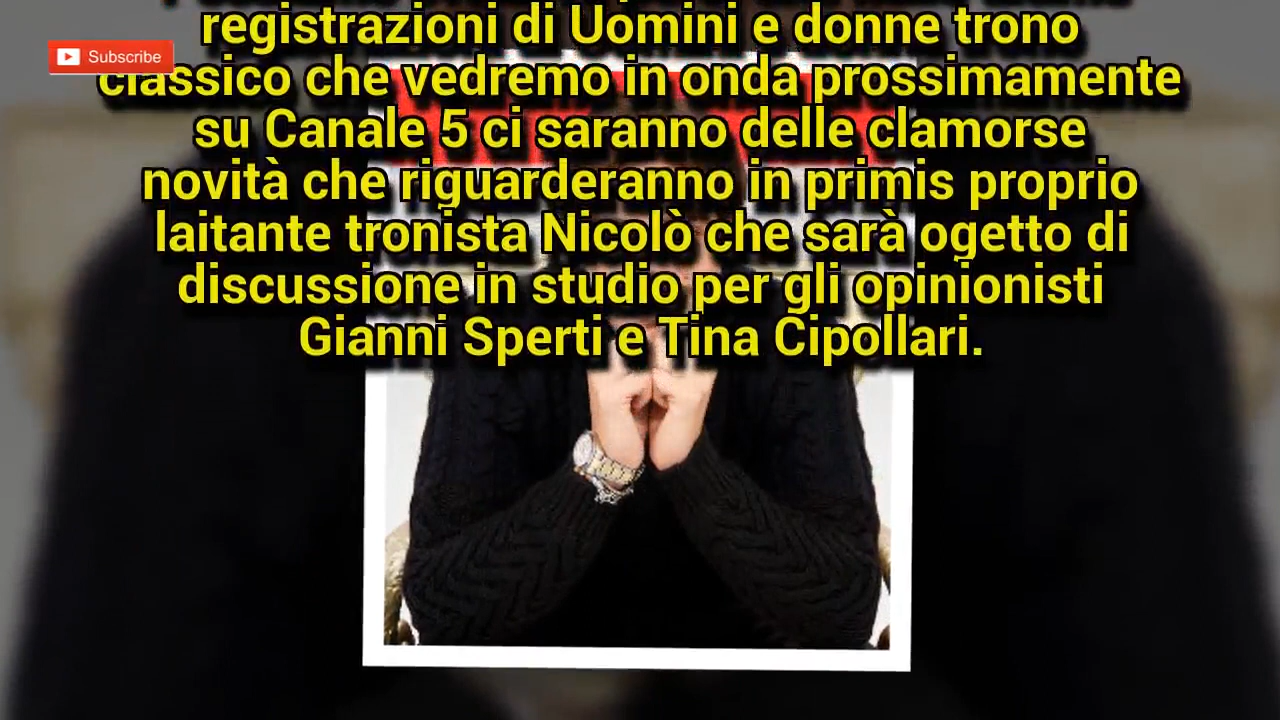 Subscribe
registrazioni di Uomini e donne trono
classico che vedremo in onda prossimamente
su Canale 5 ci saranno delle clamorse
novità che riguarderanno in primis proprio
laitante tronista Nicolò che sarà ogetto di
discussione in studio per gli opinionisti
Gianni Sperti e Tina Cipollari.